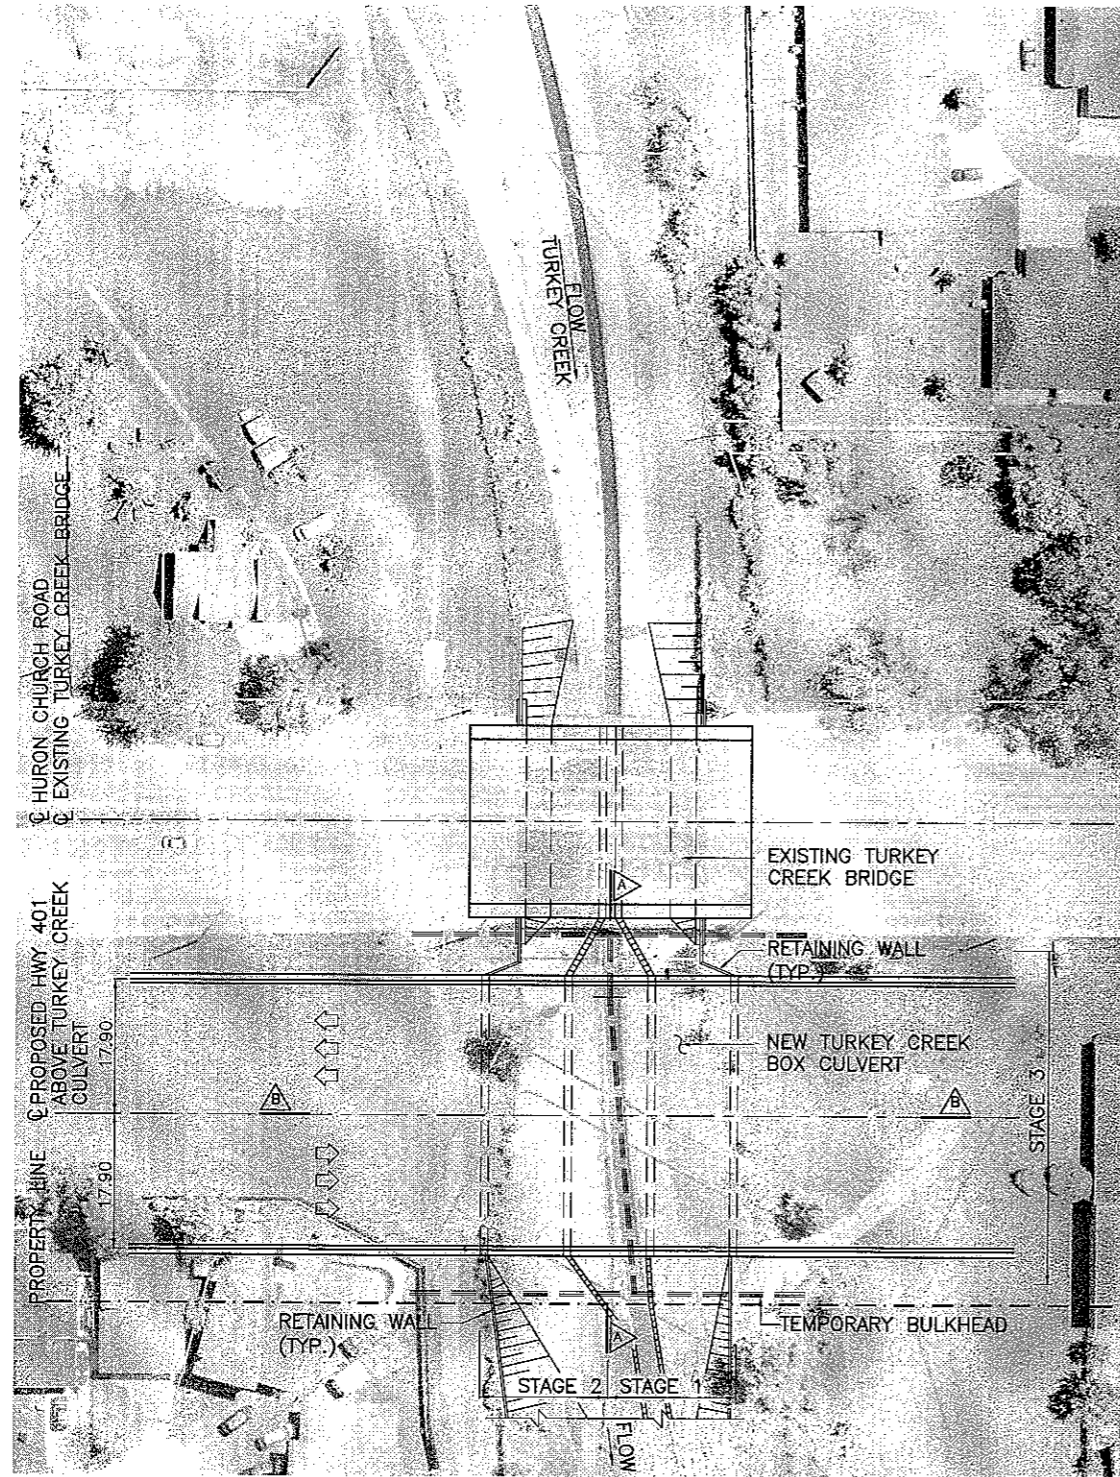 FLOW
TURKEY CREEK
℄ HURON CHURCH ROAD
℄ EXISTING TURKEY CREEK BRIDGE
EXISTING TURKEY
CREEK BRIDGE
A
RETAINING WALL
(TYP.)
℄ PROPOSED HWY 401
ABOVE TURKEY CREEK
CULVERT
PROPERTY LINE
17.90
17.90
NEW TURKEY CREEK
BOX CULVERT
B
B
STAGE 3
RETAINING WALL
(TYP.)
TEMPORARY BULKHEAD
A
STAGE 2
STAGE 1
FLOW